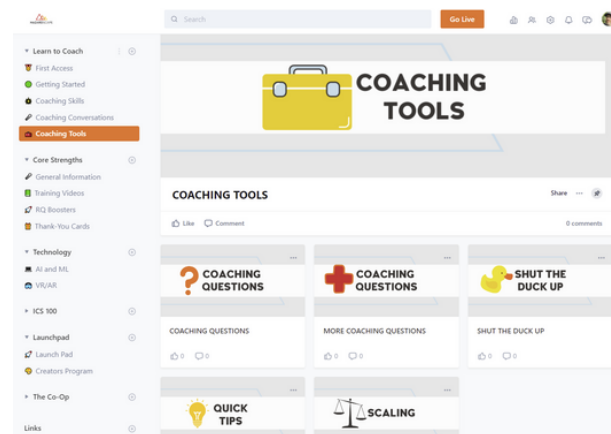 Search
Go Live
Learn to Coach
First Access
Getting Started
Coaching Skills
Coaching Conversations
Coaching Tools
Core Strengths
General Information
Training Videos
RQ Boosters
Thank-You Cards
Technology
AI and ML
VR/AR
ICS 100
Launchpad
Launch Pad
Creators Program
The Co-Op
Links
COACHING
TOOLS
COACHING TOOLS
Share
Like Comment
0 comments
COACHING
QUESTIONS
COACHING QUESTIONS
0 0
COACHING
QUESTIONS
MORE COACHING QUESTIONS
0 0
SHUT THE
DUCK UP
SHUT THE DUCK UP
0 0
QUICK
TIPS
SCALING